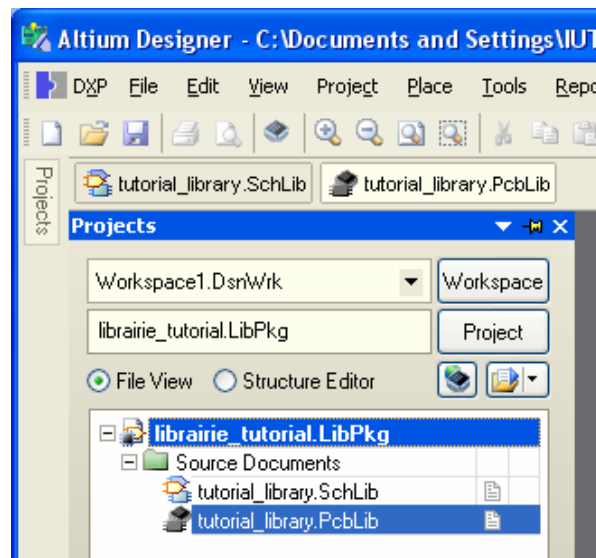 Altium Designer - C:\Documents and Settings\IUT
DXP File Edit View Project Place Tools Repo
Projects
tutorial_library.SchLib tutorial_library.PcbLib
Projects
Workspace1.DsnWrk Workspace
librairie_tutorial.LibPkg Project
File View Structure Editor
librairie_tutorial.LibPkg
Source Documents
tutorial_library.SchLib
tutorial_library.PcbLib